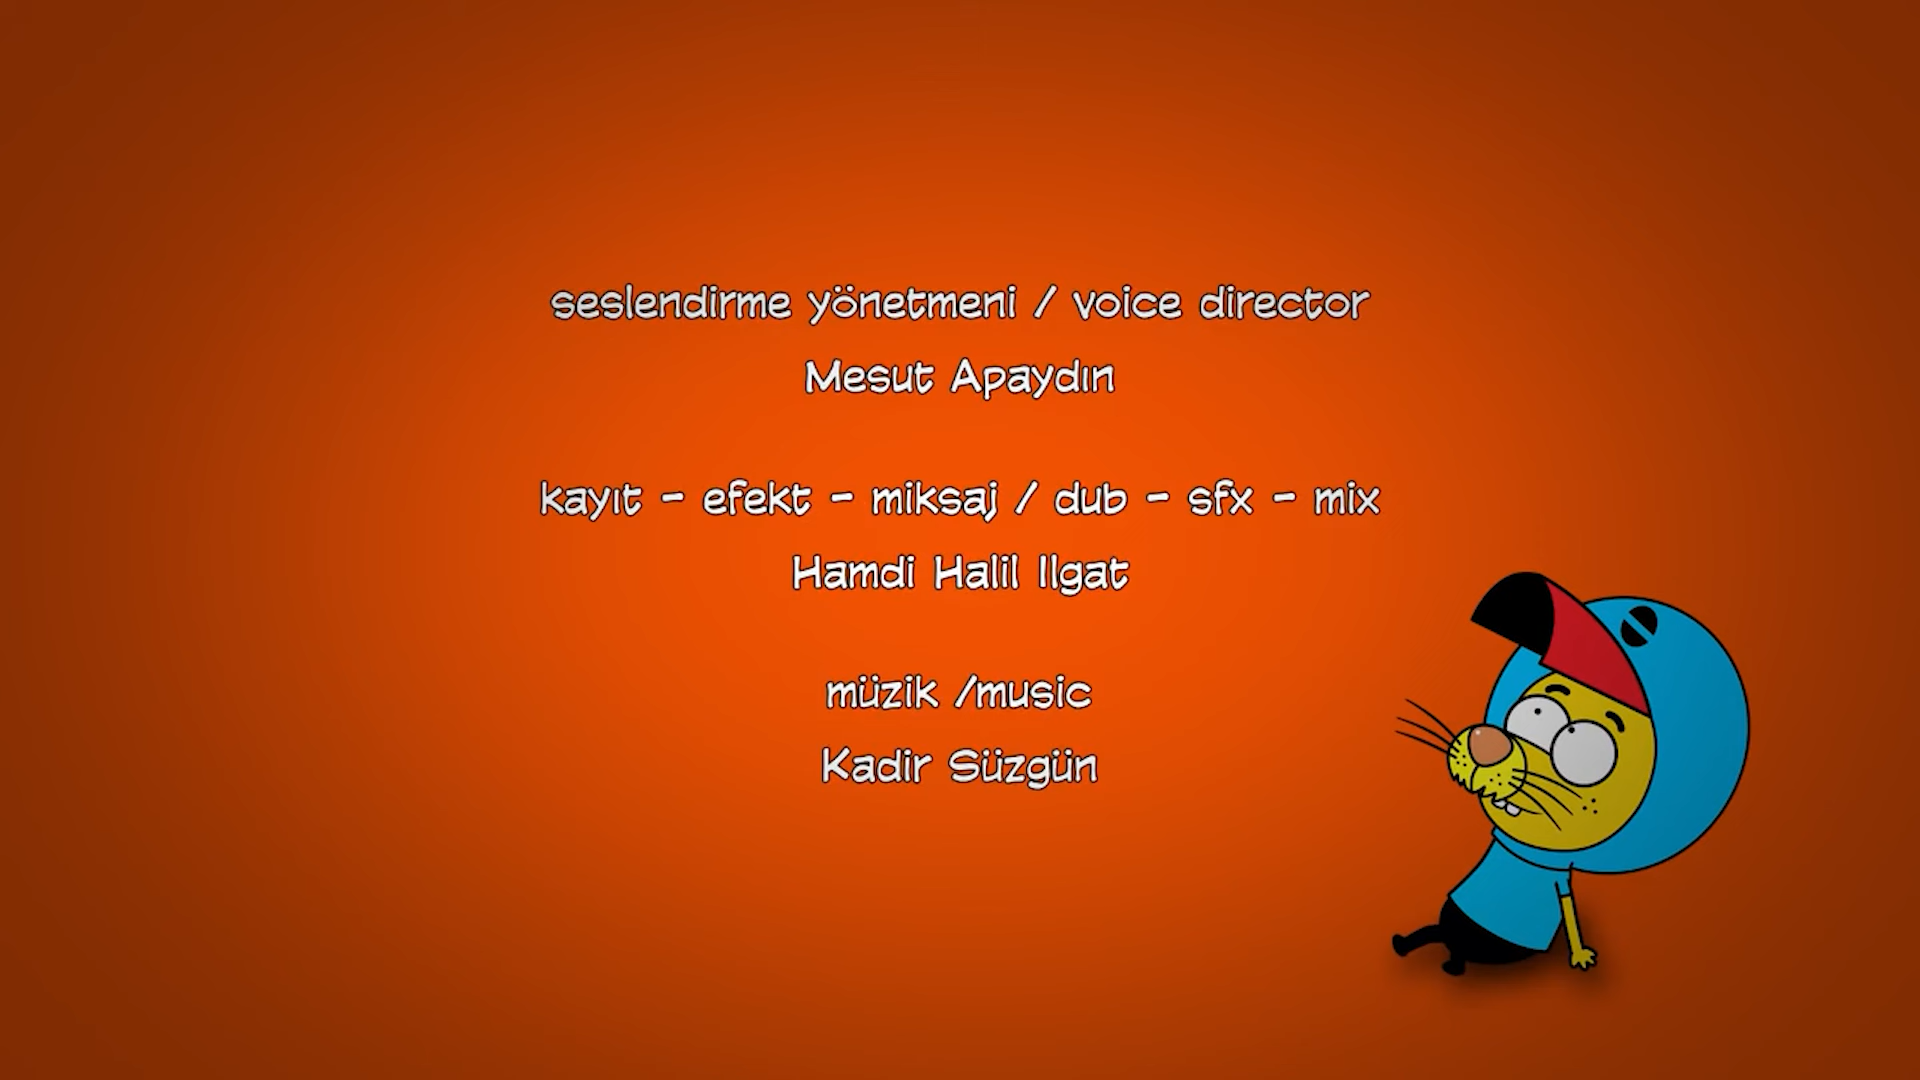 seslendirme yönetmeni / voice director
Mesut Apaydın
kayıt - efekt - miksaj / dub - sfx - mix
Hamdi Halil Ilgat
müzik /music
Kadir Süzgün